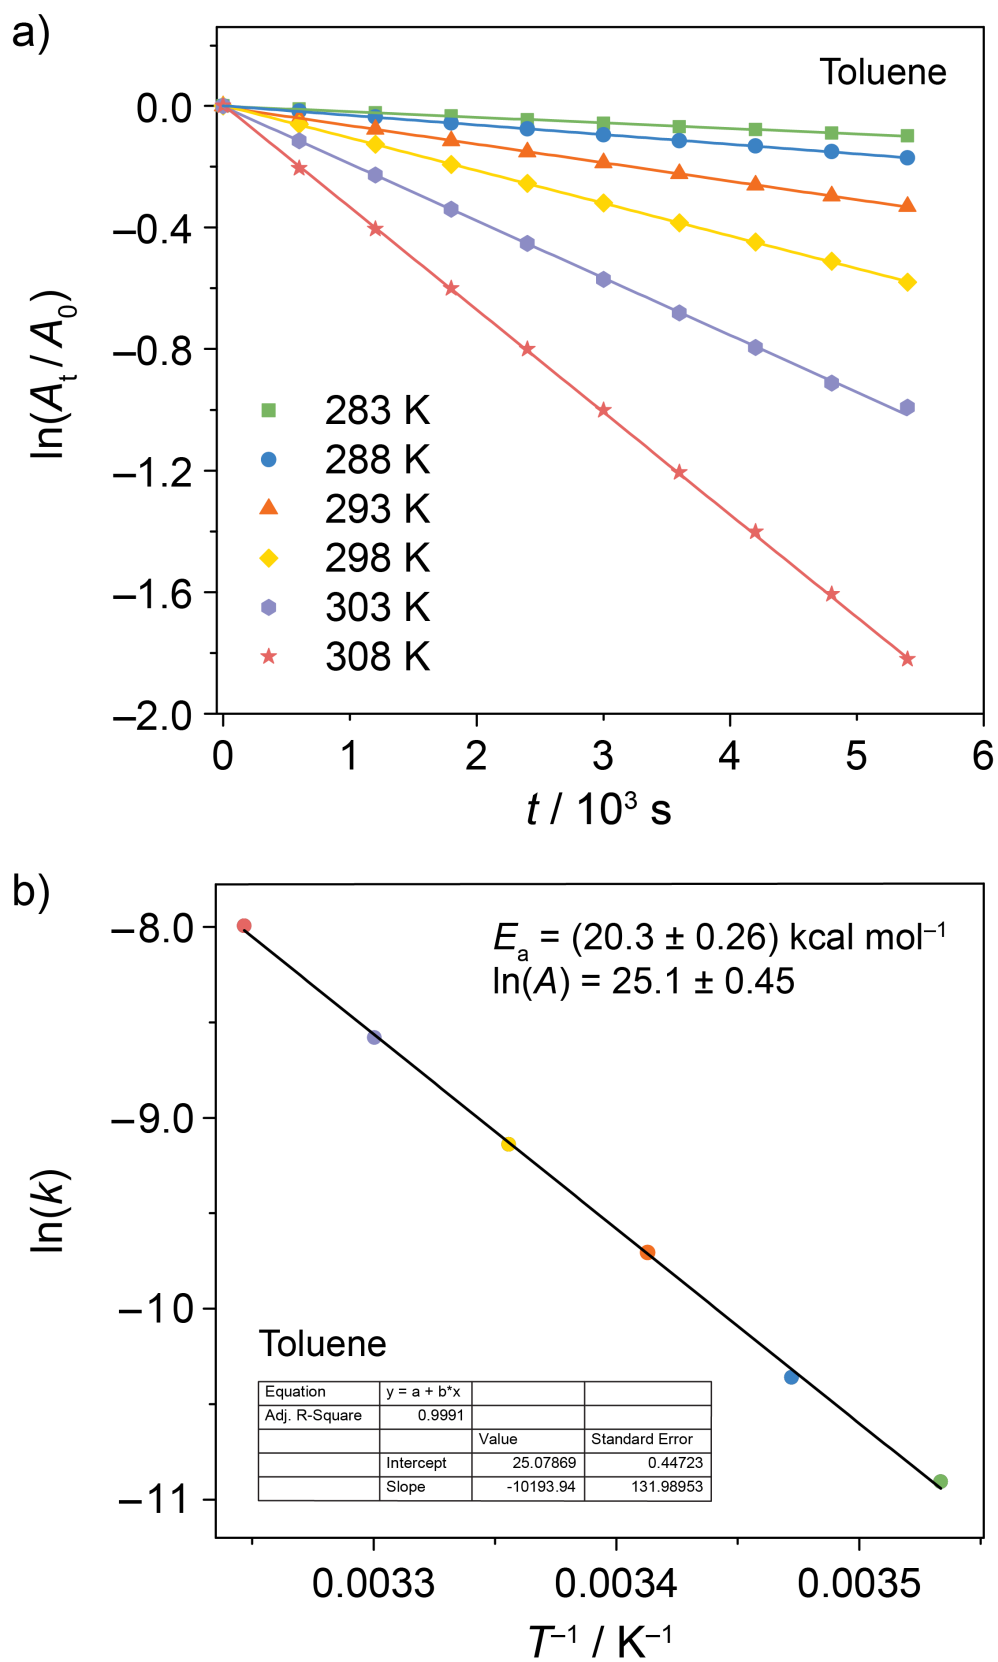 a)
Toluene
0.0
–0.4
–0.8
–1.2
–1.6
–2.0
ln(At / A0)
283 K
288 K
293 K
298 K
303 K
308 K
0 1 2 3 4 5 6
t / 10³ s
b)
Ea = (20.3 ± 0.26) kcal mol⁻¹
ln(A) = 25.1 ± 0.45
–8.0
–9.0
–10
–11
ln(k)
Toluene
Equation y = a + b*x
Adj. R-Square 0.9991
Value Standard Error
Intercept 25.07869 0.44723
Slope -10193.94 131.98953
0.0033 0.0034 0.0035
T⁻¹ / K⁻¹